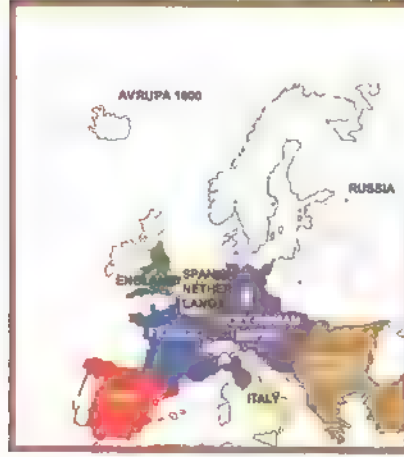 AVRUPA 1600
RUSSIA
ENGLAND
SPANISH
NETHER
LANDS
ITALY